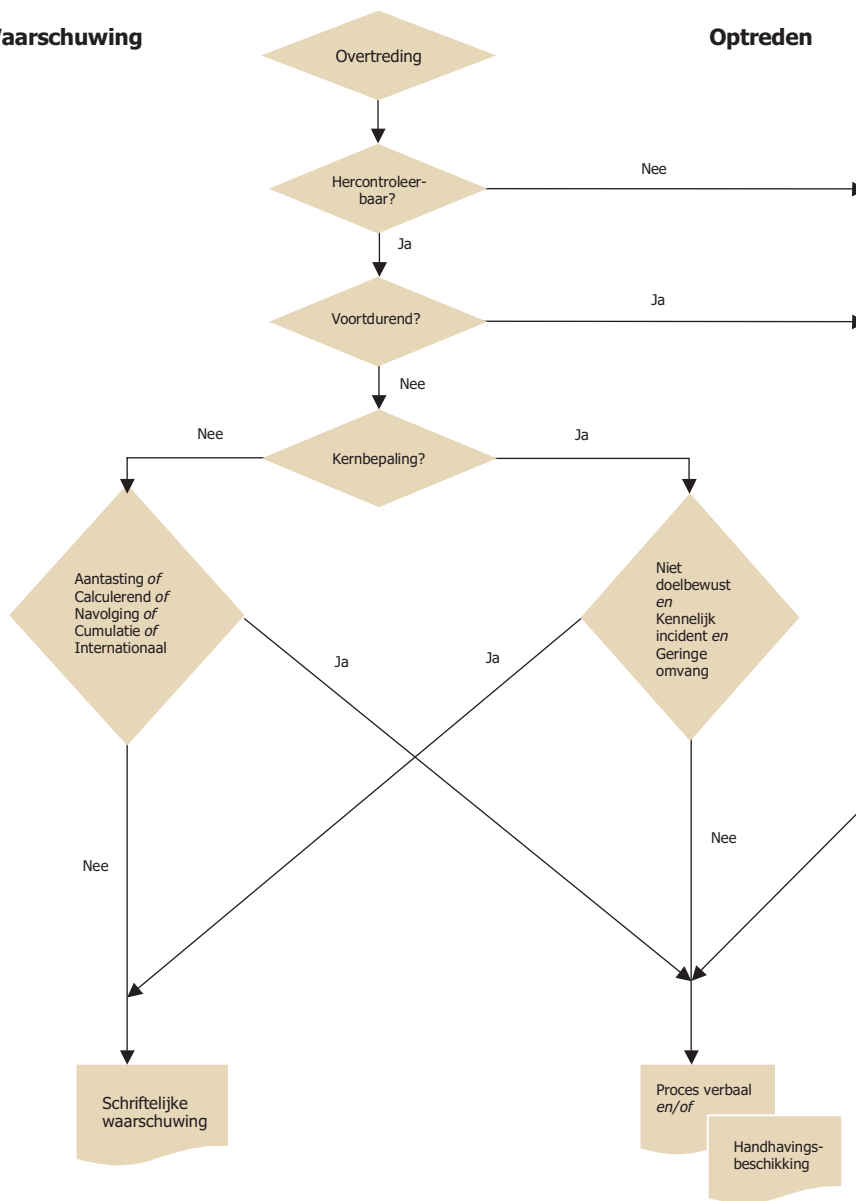 aarschuwing
Optreden
Overtreding
Hercontroleer-
baar?
Nee
Ja
Voortdurend?
Ja
Nee
Kernbepaling?
Nee
Ja
Aantasting of
Calculerend of
Navolging of
Cumulatie of
Internationaal
Niet
doelbewust
en
Kennelijk
incident en
Geringe
omvang
Ja
Ja
Nee
Nee
Schriftelijke
waarschuwing
Proces verbaal
en/of
Handhavings-
beschikking